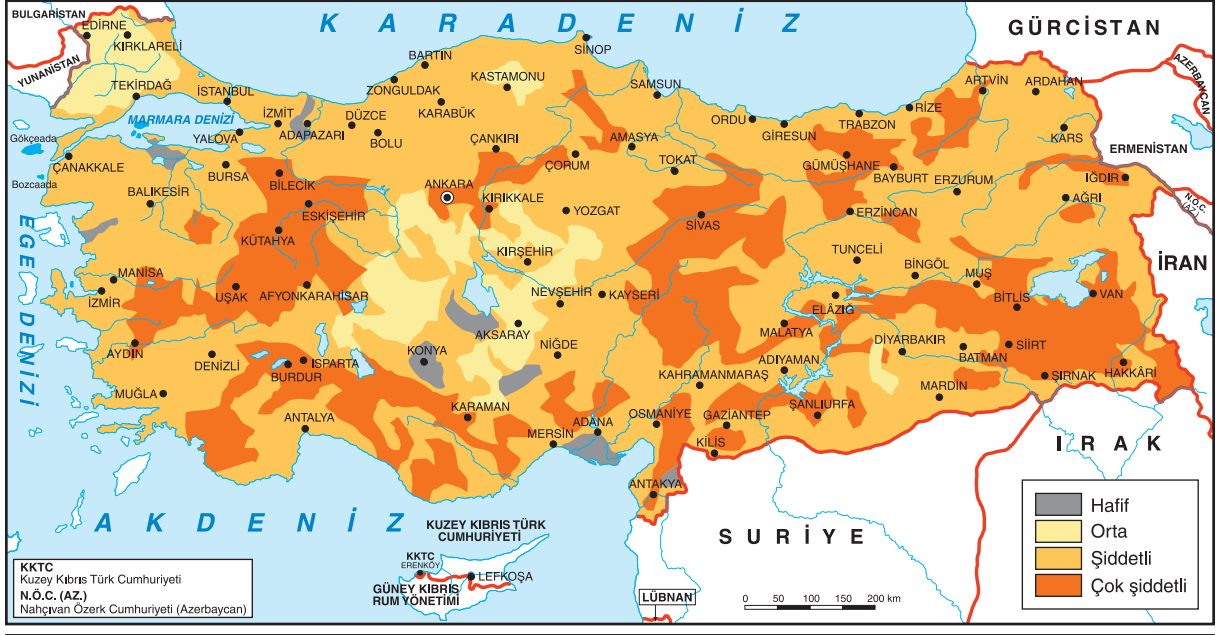 BULGARİSTAN
K A R A D E N İ Z
GÜRCİSTAN
EDİRNE
KIRKLARELİ
SİNOP
YUNANİSTAN
BARTIN
AZERBAYCAN
TEKİRDAĞ
İSTANBUL
ZONGULDAK
KASTAMONU
SAMSUN
ARTVİN
ARDAHAN
KARABÜK
RİZE
MARMARA DENİZİ
İZMİT
DÜZCE
ORDU
GİRESUN
TRABZON
Gökçeada
YALOVA
ADAPAZARI
BOLU
ÇANKIRI
AMASYA
KARS
ERMENİSTAN
ÇANAKKALE
BURSA
ÇORUM
TOKAT
GÜMÜŞHANE
BAYBURT
Bozcaada
BALIKESİR
BİLECİK
ANKARA
KIRIKKALE
ERZURUM
IĞDIR
ESKİŞEHİR
YOZGAT
SİVAS
ERZİNCAN
AĞRI
N.Ö.C.
(AZ.)
EGE DENİZİ
KÜTAHYA
KIRŞEHİR
TUNCELİ
BİNGÖL
MUŞ
İRAN
MANİSA
İZMİR
UŞAK
AFYONKARAHİSAR
NEVŞEHİR
KAYSERİ
ELÂZIĞ
BİTLİS
VAN
AKSARAY
MALATYA
AYDIN
DENİZLİ
ISPARTA
BURDUR
KONYA
NİĞDE
ADIYAMAN
DİYARBAKIR
BATMAN
SİİRT
KAHRAMANMARAŞ
MARDİN
ŞIRNAK
HAKKÂRİ
MUĞLA
ANTALYA
KARAMAN
MERSİN
ADANA
OSMANİYE
GAZİANTEP
ŞANLIURFA
KİLİS
I R A K
ANTAKYA
A K D E N İ Z
KUZEY KIBRIS TÜRK
CUMHURİYETİ
S U R İ Y E
KKTC
ERENKÖY
LEFKOŞA
GÜNEY KIBRIS
RUM YÖNETİMİ
LÜBNAN
0 50 100 150 200 km
Hafif
Orta
Şiddetli
Çok şiddetli
KKTC
Kuzey Kıbrıs Türk Cumhuriyeti
N.Ö.C. (AZ.)
Nahçıvan Özerk Cumhuriyeti (Azerbaycan)